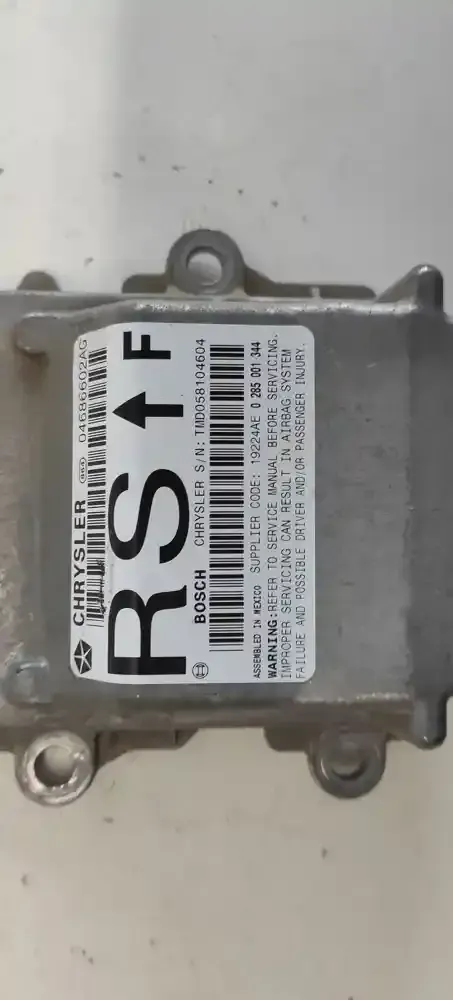 CHRYSLER 04686602AG
RS ↑ F
BOSCH CHRYSLER S/N: TMD058104604
ASSEMBLED IN MEXICO SUPPLIER CODE: 19224AE 0 285 001 344
WARNING:REFER TO SERVICE MANUAL BEFORE SERVICING.
IMPROPER SERVICING CAN RESULT IN AIRBAG SYSTEM
FAILURE AND POSSIBLE DRIVER AND/OR PASSENGER INJURY.